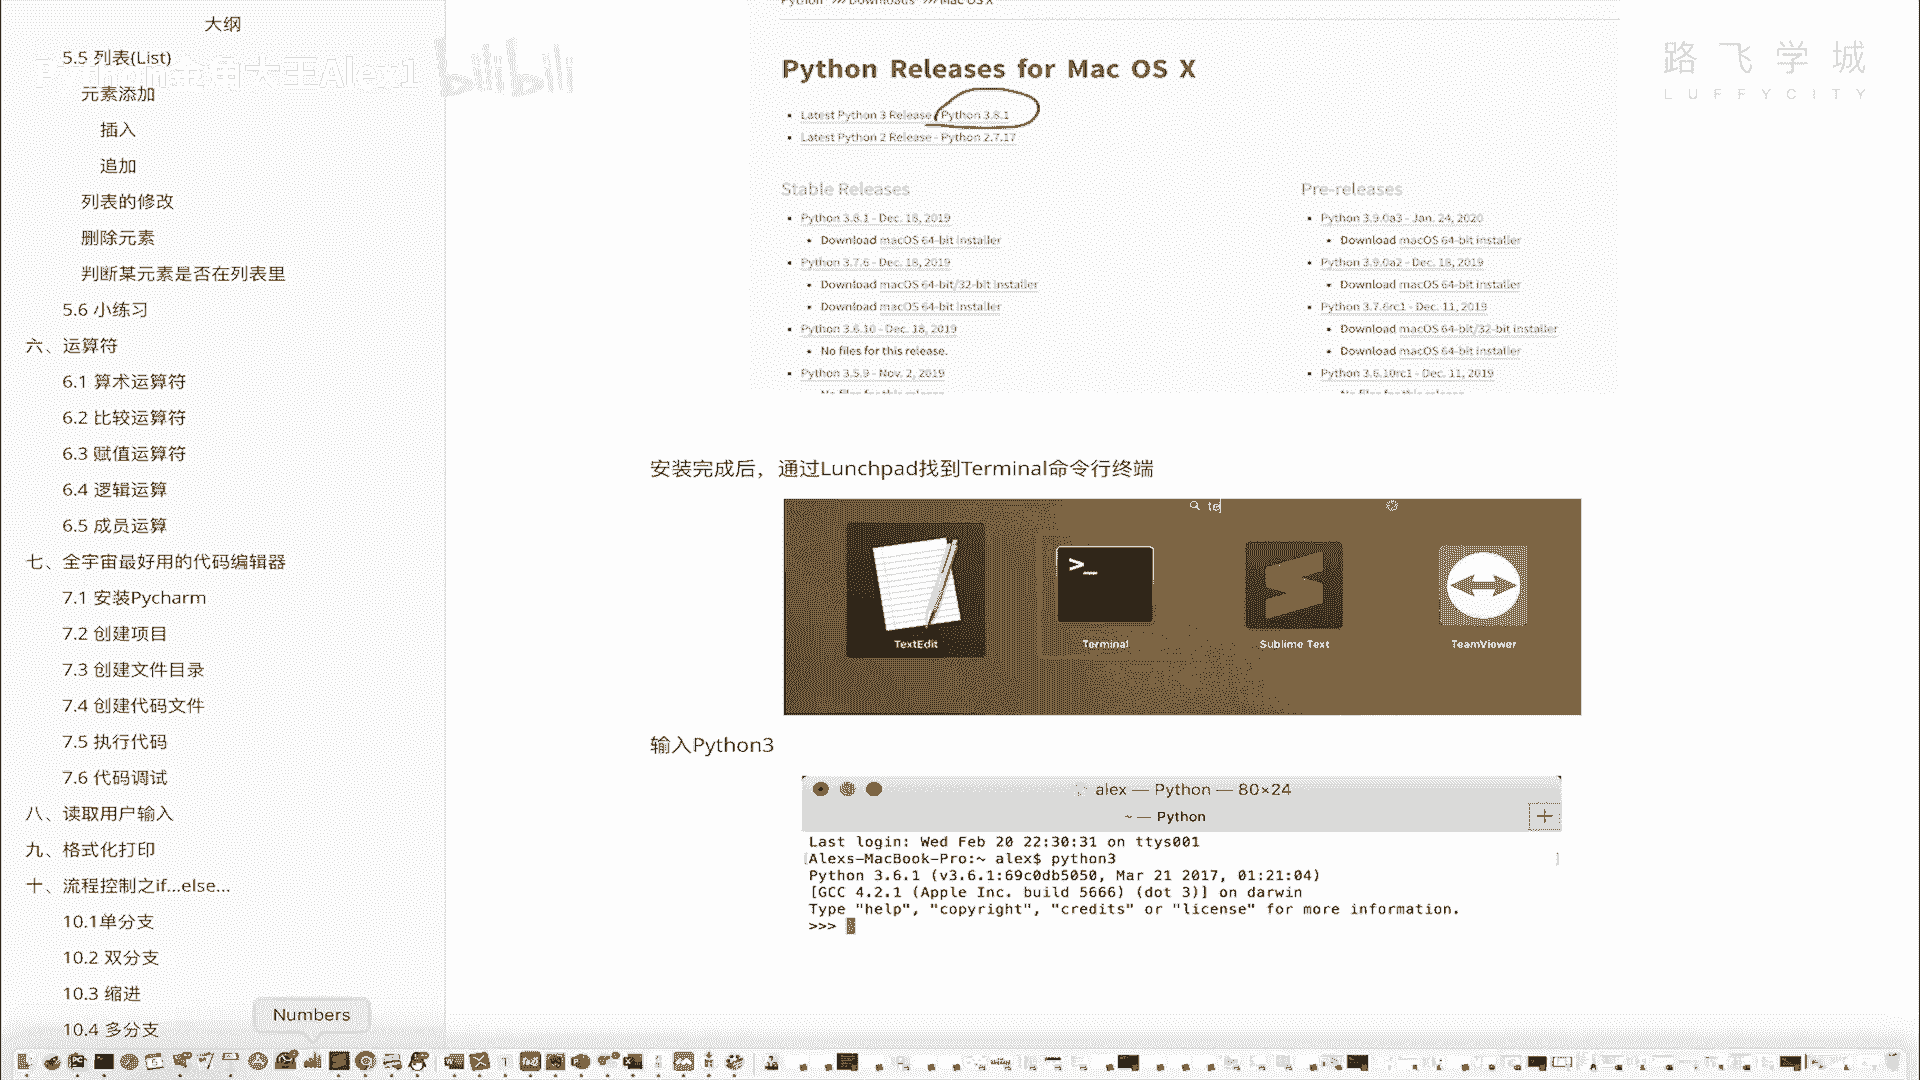 大纲
5.5 列表(List)
元素添加
插入
追加
列表的修改
删除元素
判断某元素是否在列表里
5.6 小练习
六、运算符
6.1 算术运算符
6.2 比较运算符
6.3 赋值运算符
6.4 逻辑运算
6.5 成员运算
七、全宇宙最好用的代码编辑器
7.1 安装Pycharm
7.2 创建项目
7.3 创建文件目录
7.4 创建代码文件
7.5 执行代码
7.6 代码调试
八、读取用户输入
九、格式化打印
十、流程控制之if...else...
10.1单分支
10.2 双分支
10.3 缩进
10.4 多分支
Numbers
bilibili
路飞学城
LUFFYCITY
Python >>> Downloads >>> Mac OS X
Python Releases for Mac OS X
Latest Python 3 Release - Python 3.8.1
Latest Python 2 Release - Python 2.7.17
Stable Releases
Python 3.8.1 - Dec. 18, 2019
Download macOS 64-bit installer
Python 3.7.6 - Dec. 18, 2019
Download macOS 64-bit/32-bit installer
Download macOS 64-bit installer
Python 3.6.10 - Dec. 18, 2019
No files for this release.
Python 3.5.9 - Nov. 2, 2019
No files for this release.
Pre-releases
Python 3.9.0a3 - Jan. 24, 2020
Download macOS 64-bit installer
Python 3.9.0a2 - Dec. 18, 2019
Download macOS 64-bit installer
Python 3.7.6rc1 - Dec. 11, 2019
Download macOS 64-bit/32-bit installer
Download macOS 64-bit installer
Python 3.6.10rc1 - Dec. 11, 2019
No files for this release.
安装完成后，通过Lunchpad找到Terminal命令行终端
te
TextEdit
Terminal
Sublime Text
TeamViewer
输入Python3
alex — Python — 80×24
~ — Python
Last login: Wed Feb 20 22:30:31 on ttys001
[Alexs-MacBook-Pro:~ alex$ python3 ]
Python 3.6.1 (v3.6.1:69c0db5050, Mar 21 2017, 01:21:04)
[GCC 4.2.1 (Apple Inc. build 5666) (dot 3)] on darwin
Type "help", "copyright", "credits" or "license" for more information.
>>>